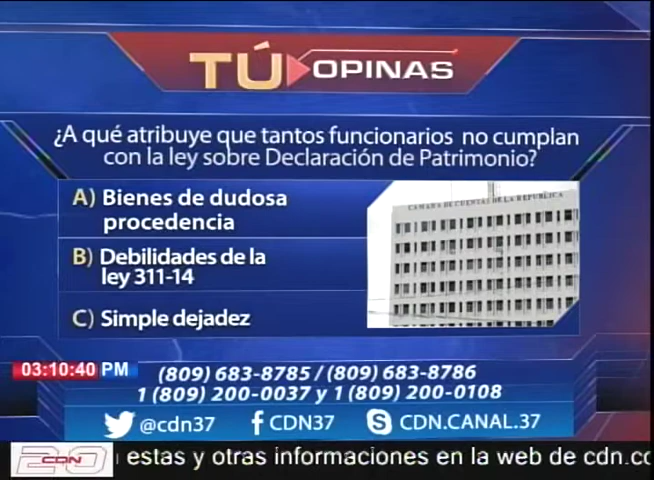 TÚ OPINAS
¿A qué atribuye que tantos funcionarios no cumplan
con la ley sobre Declaración de Patrimonio?
A) Bienes de dudosa
procedencia
CAMARA DE CUENTAS DE LA REPUBLICA
B) Debilidades de la
ley 311-14
C) Simple dejadez
03:10:40 PM
(809) 683-8785 / (809) 683-8786
1 (809) 200-0037 y 1 (809) 200-0108
@cdn37 CDN37 CDN.CANAL.37
CDN 20 estas y otras informaciones en la web de cdn.co